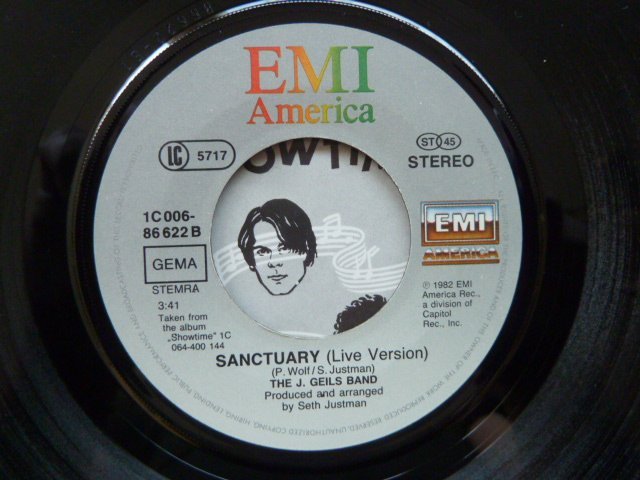 EMI
America
LC 5717
OWTIM
ST 45
STEREO
1C 006-
86 622 B
GEMA
STEMRA
3:41
Taken from
the album
„Showtime" 1C
064-400 144
EMI
AMERICA
℗ 1982 EMI
America Rec.,
a division of
Capitol
Rec., Inc.
SANCTUARY (Live Version)
(P. Wolf/S. Justman)
THE J. GEILS BAND
Produced and arranged
by Seth Justman